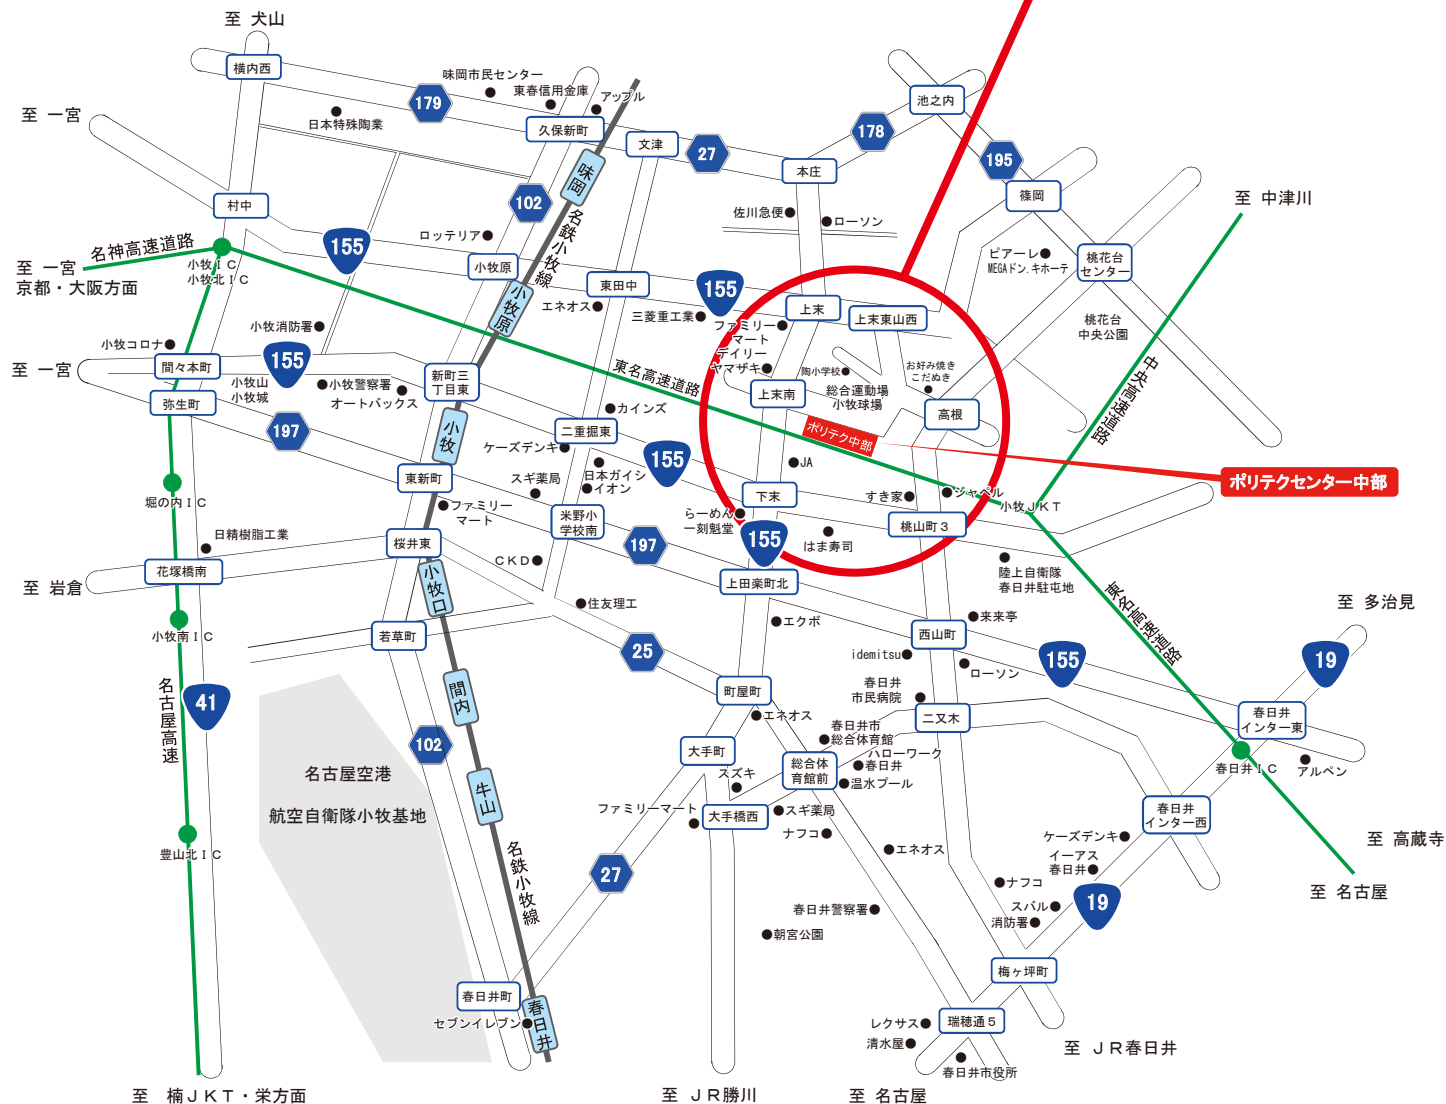 至 犬山
横内西
味岡市民センター
東春信用金庫
アップル
179
日本特殊陶業
久保新町
文津
27
178
池之内
至 一宮
本庄
195
味岡
102
村中
篠岡
至 中津川
佐川急便
ローソン
名鉄小牧線
ロッテリア
155
名神高速道路
小牧ＩＣ
小牧北ＩＣ
至 一宮
京都・大阪方面
小牧原
ピアーレ
MEGAドン.キホーテ
桃花台
センター
東田中
155
エネオス
小牧原
三菱重工業
上末
上末東山西
ファミリー
マート
デイリー
ヤマザキ
桃花台
中央公園
小牧消防署
小牧コロナ
155
間々本町
至 一宮
小牧山
小牧城
小牧警察署
オートバックス
新町三
丁目東
東名高速道路
陶小学校
お好み焼き
こだぬき
総合運動場
小牧球場
中央高速道路
弥生町
上末南
高根
カインズ
197
小牧
二重掘東
ケーズデンキ
ポリテク中部
155
JA
日本ガイシ
イオン
東新町
スギ薬局
ポリテクセンター中部
堀の内ＩＣ
下末
すき家
シャペル
小牧ＪＫＴ
ファミリー
マート
米野小
学校南
らーめん
一刻魁堂
155
桃山町３
日精樹脂工業
桜井東
197
はま寿司
ＣＫＤ
陸上自衛隊
春日井駐屯地
花塚橋南
至 岩倉
小牧口
上田楽町北
東名高速道路
住友理工
至 多治見
エクボ
来来亭
小牧南ＩＣ
若草町
西山町
25
idemitsu
155
19
ローソン
名古屋高速
41
間内
町屋町
春日井
市民病院
エネオス
二又木
春日井
インター東
102
大手町
春日井市
総合体育館
ハローワーク
春日井
春日井ＩＣ
アルペン
名古屋空港
スズキ
総合体
育館前
温水プール
牛山
航空自衛隊小牧基地
ファミリーマート
大手橋西
スギ薬局
春日井
インター西
ナフコ
ケーズデンキ
至 高蔵寺
豊山北ＩＣ
エネオス
イーアス
春日井
名鉄小牧線
27
ナフコ
19
至 名古屋
春日井警察署
スバル
消防署
朝宮公園
梅ヶ坪町
春日井町
セブンイレブン
春日井
レクサス
瑞穂通５
清水屋
至 ＪＲ春日井
春日井市役所
至 楠ＪＫＴ・栄方面
至 ＪＲ勝川
至 名古屋